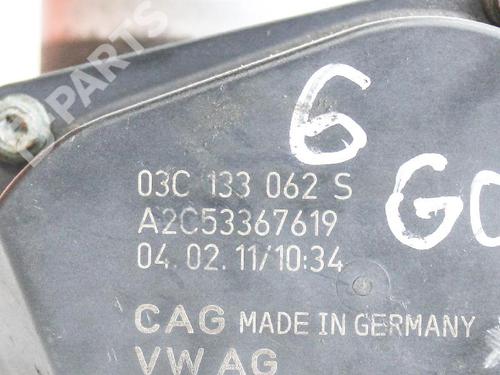 B PARTS
6
GO
03C 133 062 S
A2C53367619
04.02.11/10:34
CAG MADE IN GERMANY
VW AG